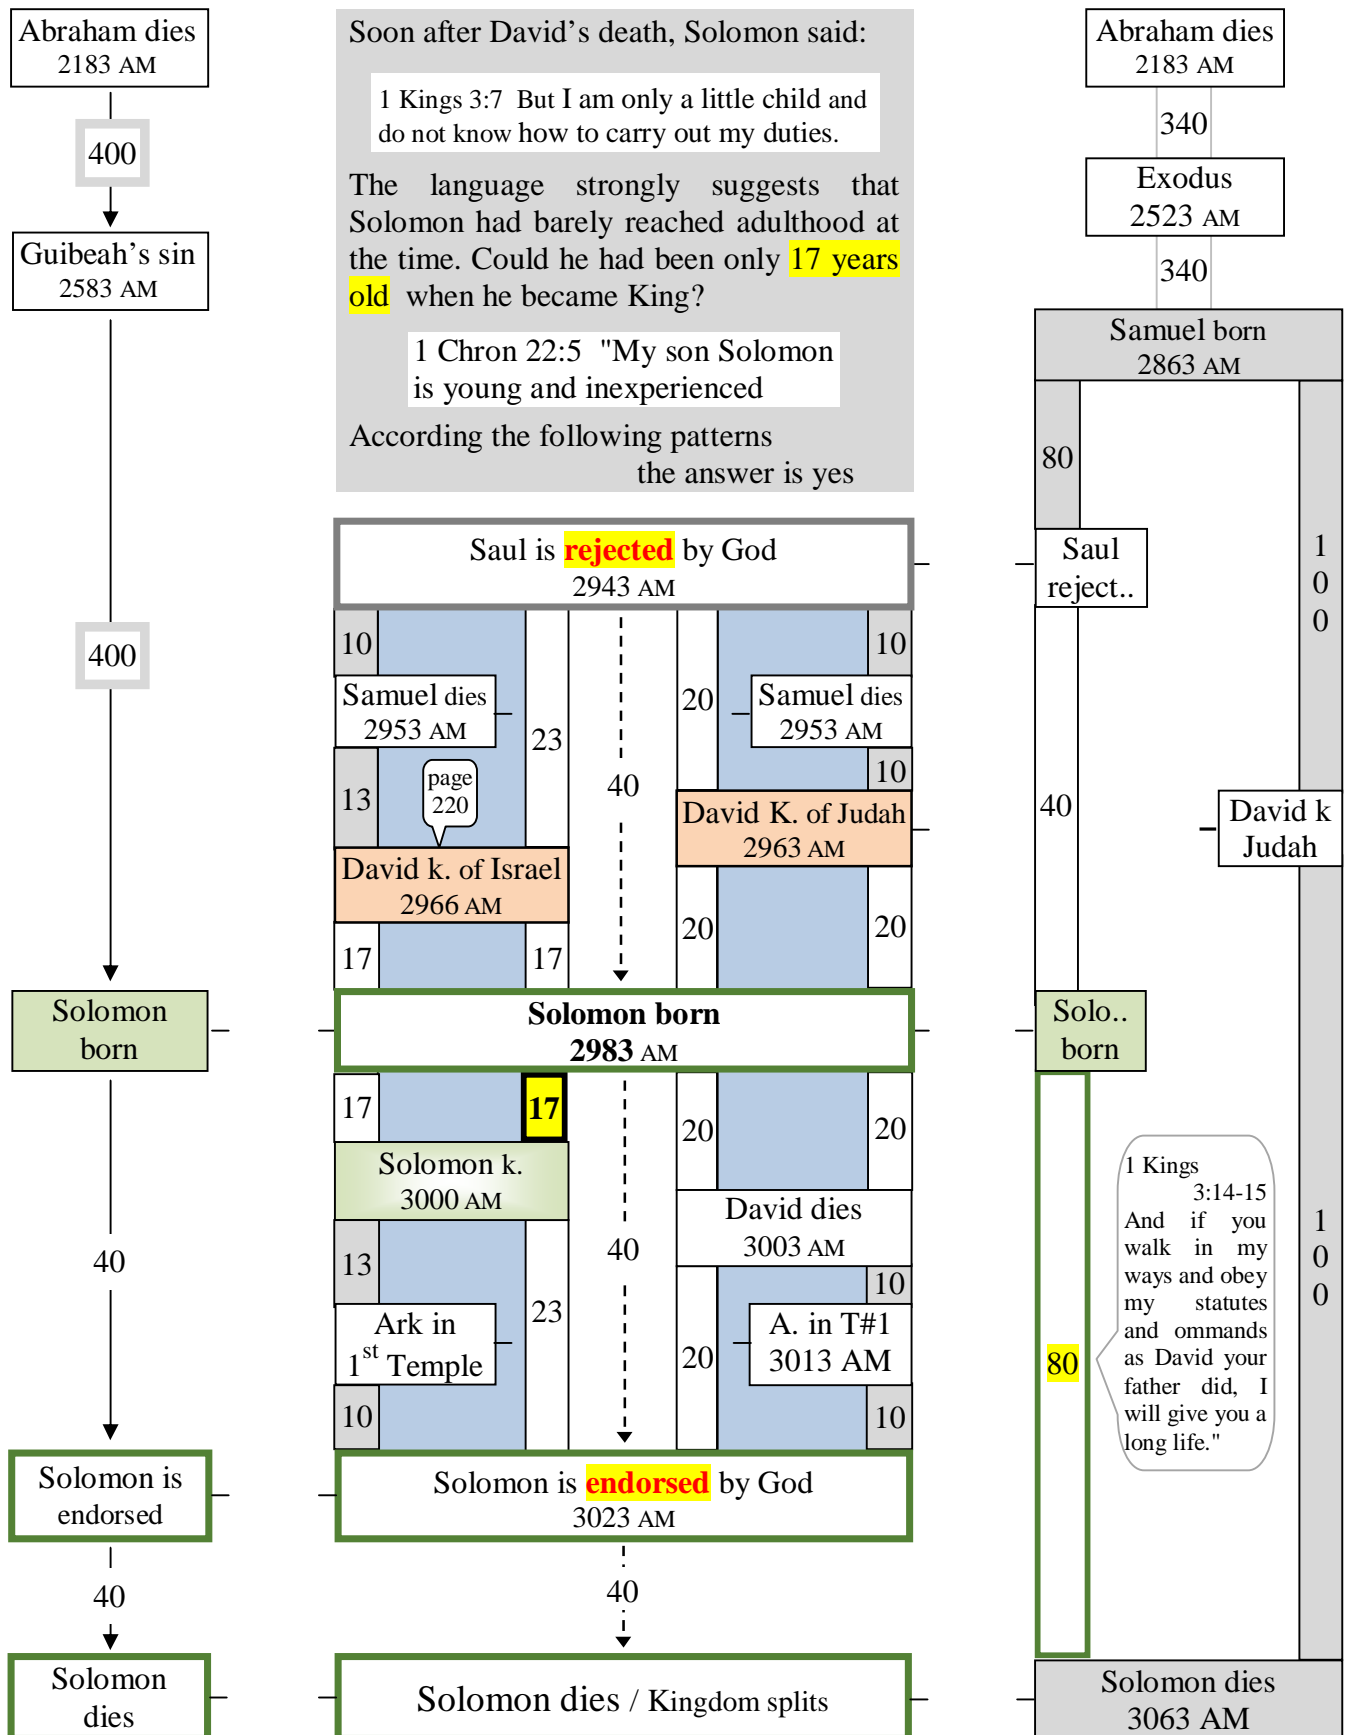 Abraham dies
2183 AM
400
Guibeah's sin
2583 AM
400
Solomon
born
40
Solomon is
endorsed
40
Solomon
dies
Soon after David's death, Solomon said:
1 Kings 3:7 But I am only a little child and
do not know how to carry out my duties.
The language strongly suggests that
Solomon had barely reached adulthood at
the time. Could he had been only 17 years
old when he became King?
1 Chron 22:5 "My son Solomon
is young and inexperienced
According the following patterns
the answer is yes
Saul is rejected by God
2943 AM
10
10
Samuel dies
2953 AM
23
40
20
Samuel dies
2953 AM
13
page
220
10
David K. of Judah
2963 AM
David k. of Israel
2966 AM
17
17
20
20
Solomon born
2983 AM
17
17
20
20
Solomon k.
3000 AM
David dies
3003 AM
40
13
10
23
Ark in
1st Temple
20
A. in T#1
3013 AM
10
10
Solomon is endorsed by God
3023 AM
40
Solomon dies / Kingdom splits
Abraham dies
2183 AM
340
Exodus
2523 AM
340
Samuel born
2863 AM
80
1
0
0
Saul
reject..
40
David k
Judah
Solo..
born
80
1 Kings
3:14-15
And if you
walk in my
ways and obey
my statutes
and ommands
as David your
father did, I
will give you a
long life."
1
0
0
Solomon dies
3063 AM